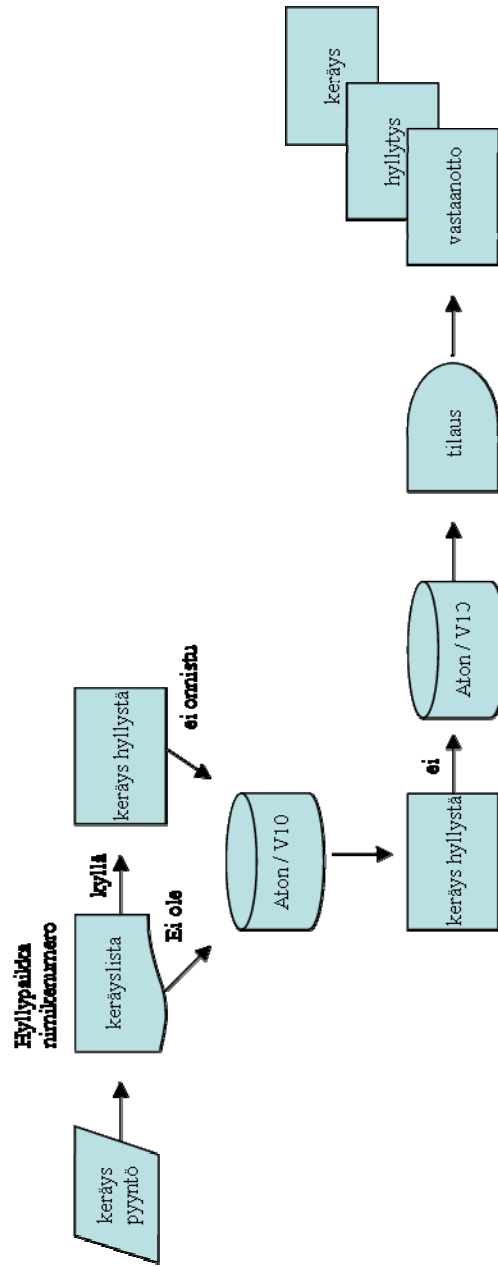 Hyllypaikka
nimikenumero
keräys
pyyntö
keräyslista
kyllä
keräys hyllystä
Ei ole
ei onnistu
Aton / V10
keräys hyllystä
ei
Aton / V10
tilaus
vastaanotto
hyllytys
keräys